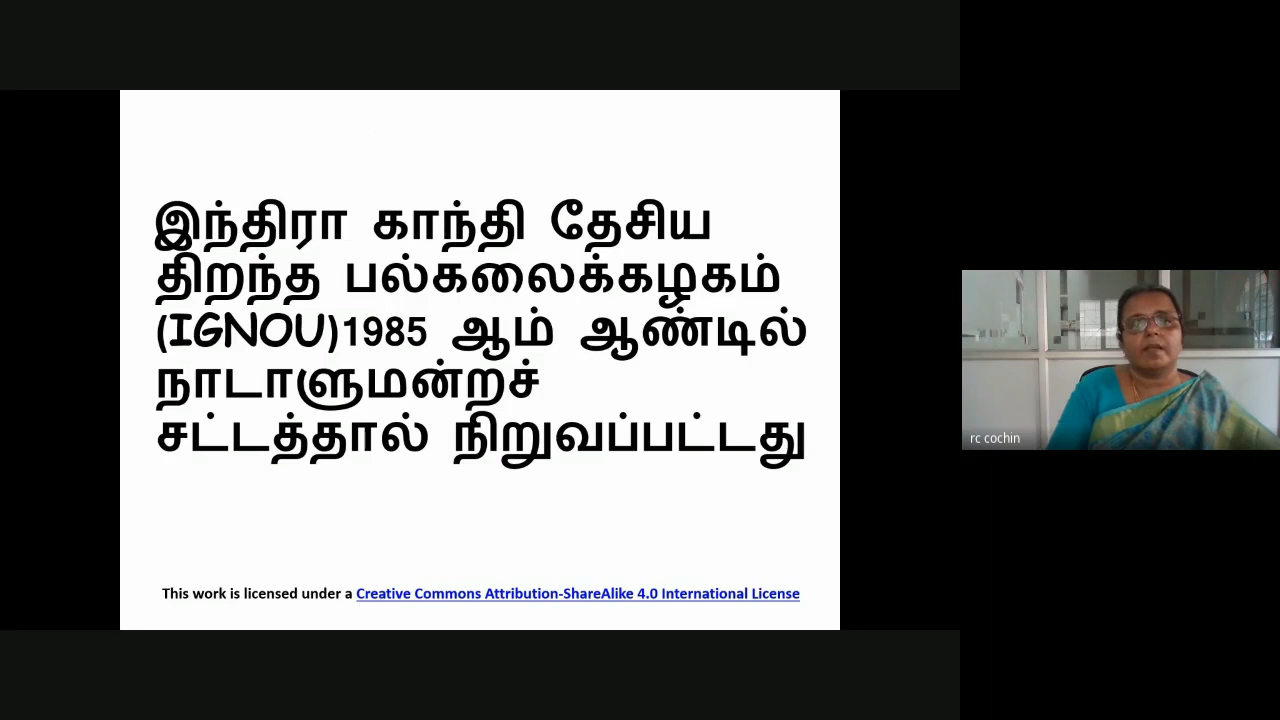 இந்திரா காந்தி தேசிய
திறந்த பல்கலைக்கழகம்
(IGNOU)1985 ஆம் ஆண்டில்
நாடாளுமன்றச்
சட்டத்தால் நிறுவப்பட்டது
This work is licensed under a Creative Commons Attribution-ShareAlike 4.0 International License
rc cochin